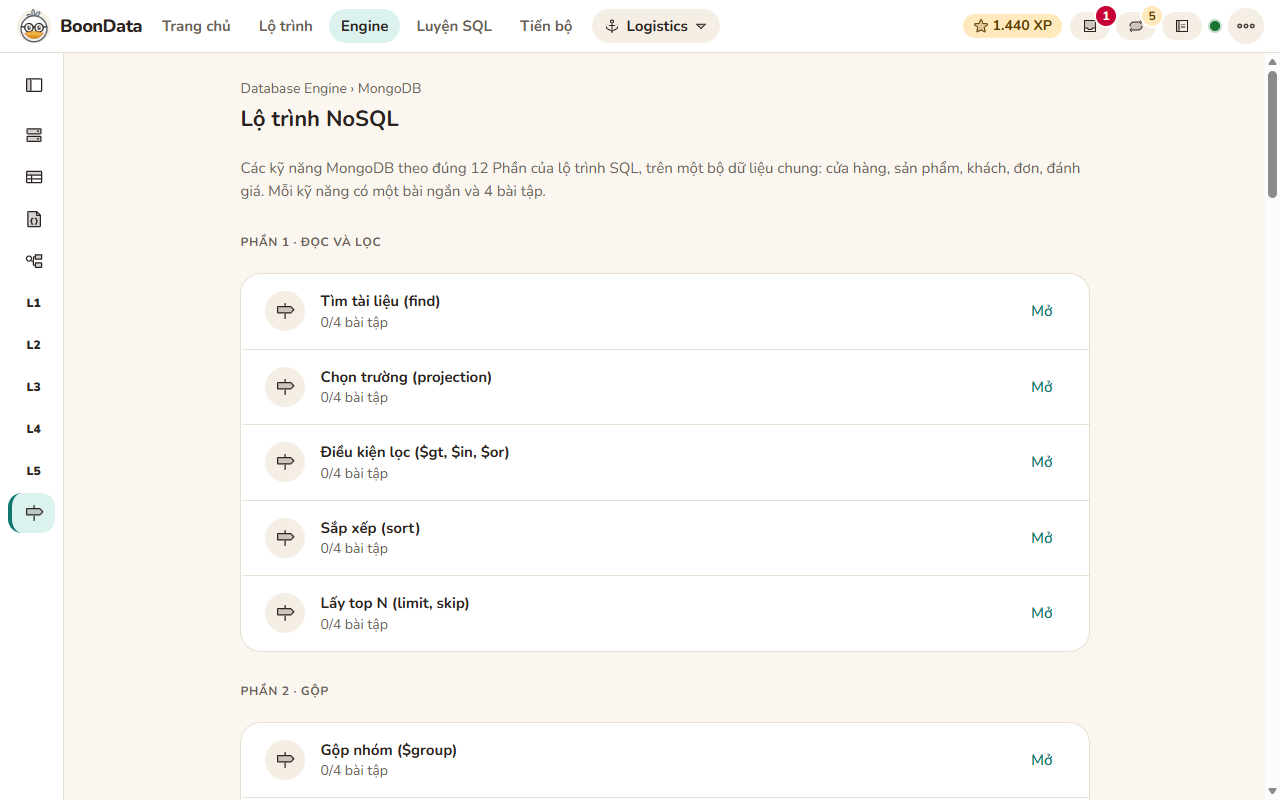 BoonData Trang chủ Lộ trình Engine Luyện SQL Tiến bộ Logistics 1.440 XP 1 5
Database Engine › MongoDB
Lộ trình NoSQL
Các kỹ năng MongoDB theo đúng 12 Phần của lộ trình SQL, trên một bộ dữ liệu chung: cửa hàng, sản phẩm, khách, đơn, đánh
giá. Mỗi kỹ năng có một bài ngắn và 4 bài tập.
PHẦN 1 · ĐỌC VÀ LỌC
Tìm tài liệu (find)
0/4 bài tập
Mở
Chọn trường (projection)
0/4 bài tập
Mở
Điều kiện lọc ($gt, $in, $or)
0/4 bài tập
Mở
Sắp xếp (sort)
0/4 bài tập
Mở
Lấy top N (limit, skip)
0/4 bài tập
Mở
PHẦN 2 · GỘP
Gộp nhóm ($group)
0/4 bài tập
Mở
L1
L2
L3
L4
L5